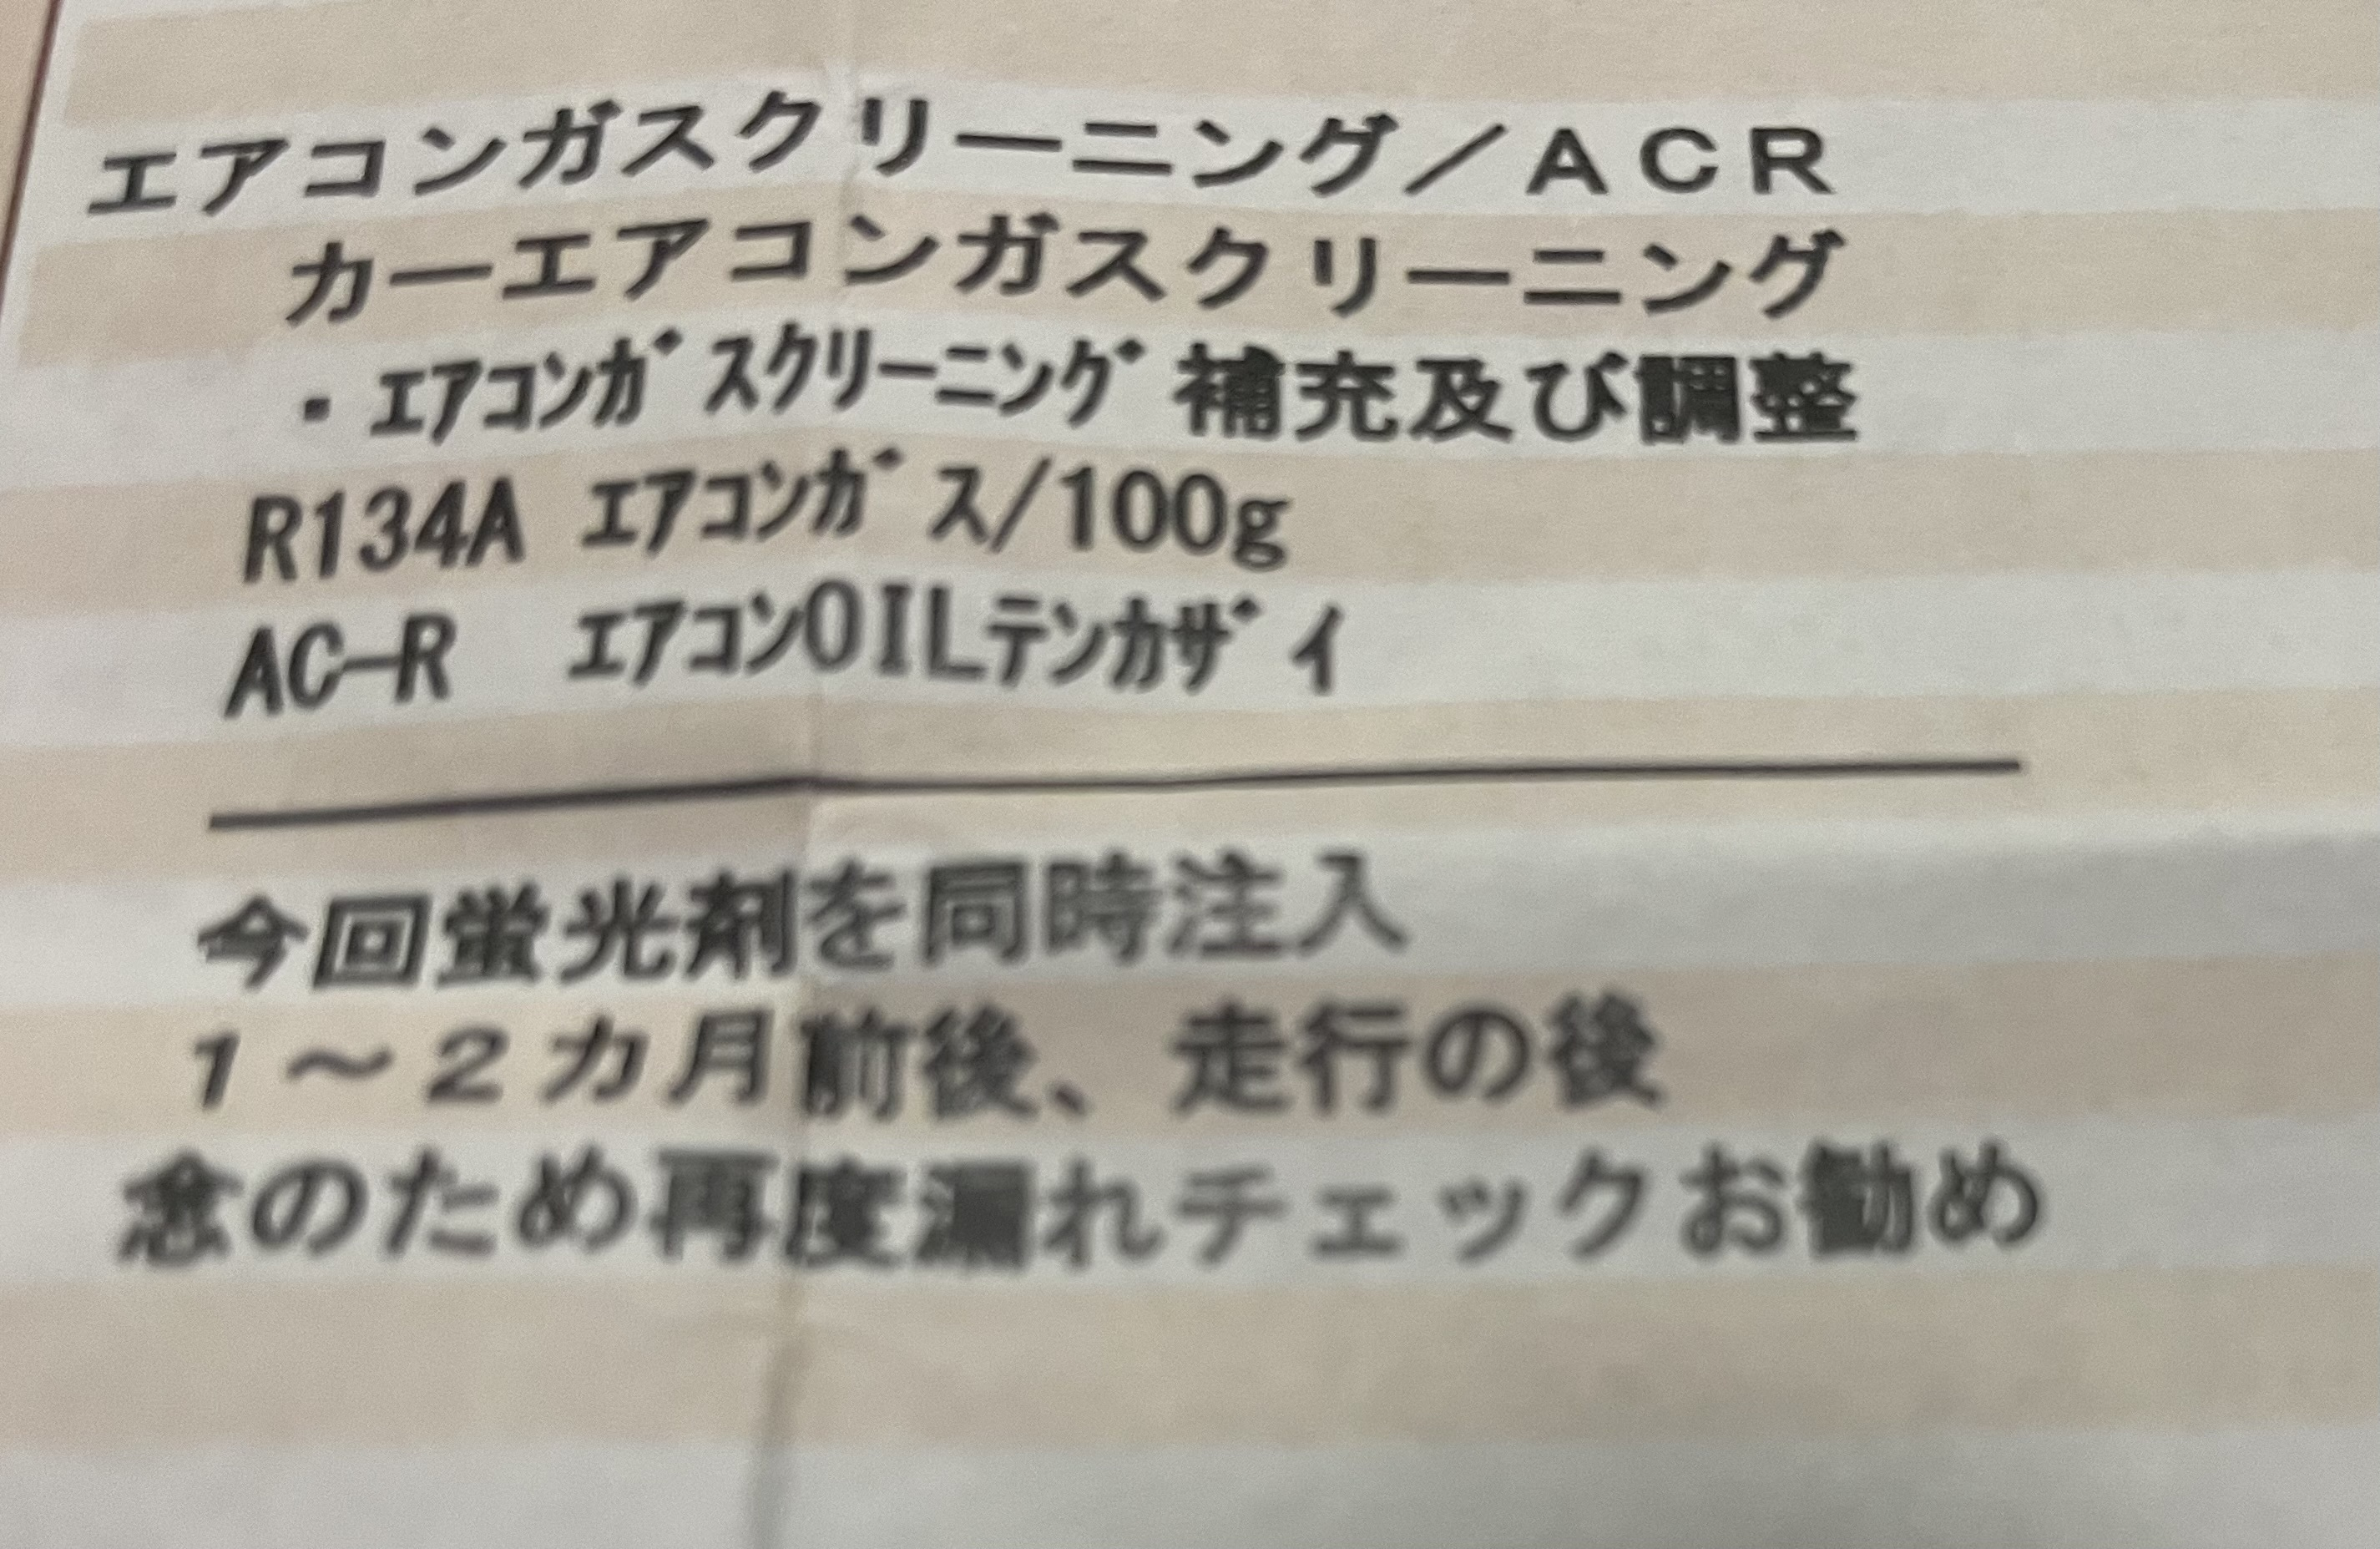 エアコンガスクリーニング／ＡＣＲ
カーエアコンガスクリーニング
・ｴｱｺﾝｶﾞｽｸﾘｰﾆﾝｸﾞ補充及び調整
R134A ｴｱｺﾝｶﾞｽ/100g
AC-R ｴｱｺﾝOILﾃﾝｶｻﾞｲ
今回蛍光剤を同時注入
１～２カ月前後、走行の後
念のため再度漏れチェックお勧め